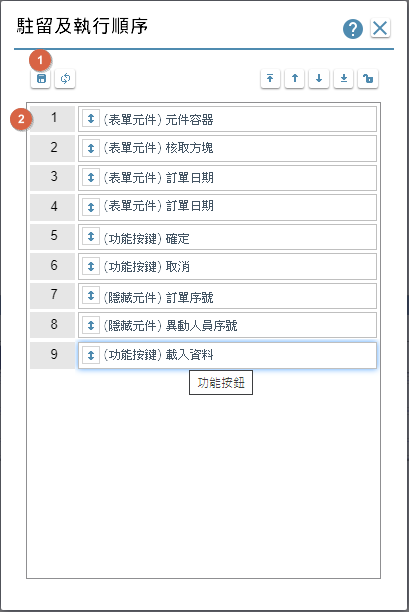 駐留及執行順序
?
1
2
1 (表單元件) 元件容器
2 (表單元件) 核取方塊
3 (表單元件) 訂單日期
4 (表單元件) 訂單日期
5 (功能按鍵) 確定
6 (功能按鍵) 取消
7 (隱藏元件) 訂單序號
8 (隱藏元件) 異動人員序號
9 (功能按鍵) 載入資料
功能按鈕